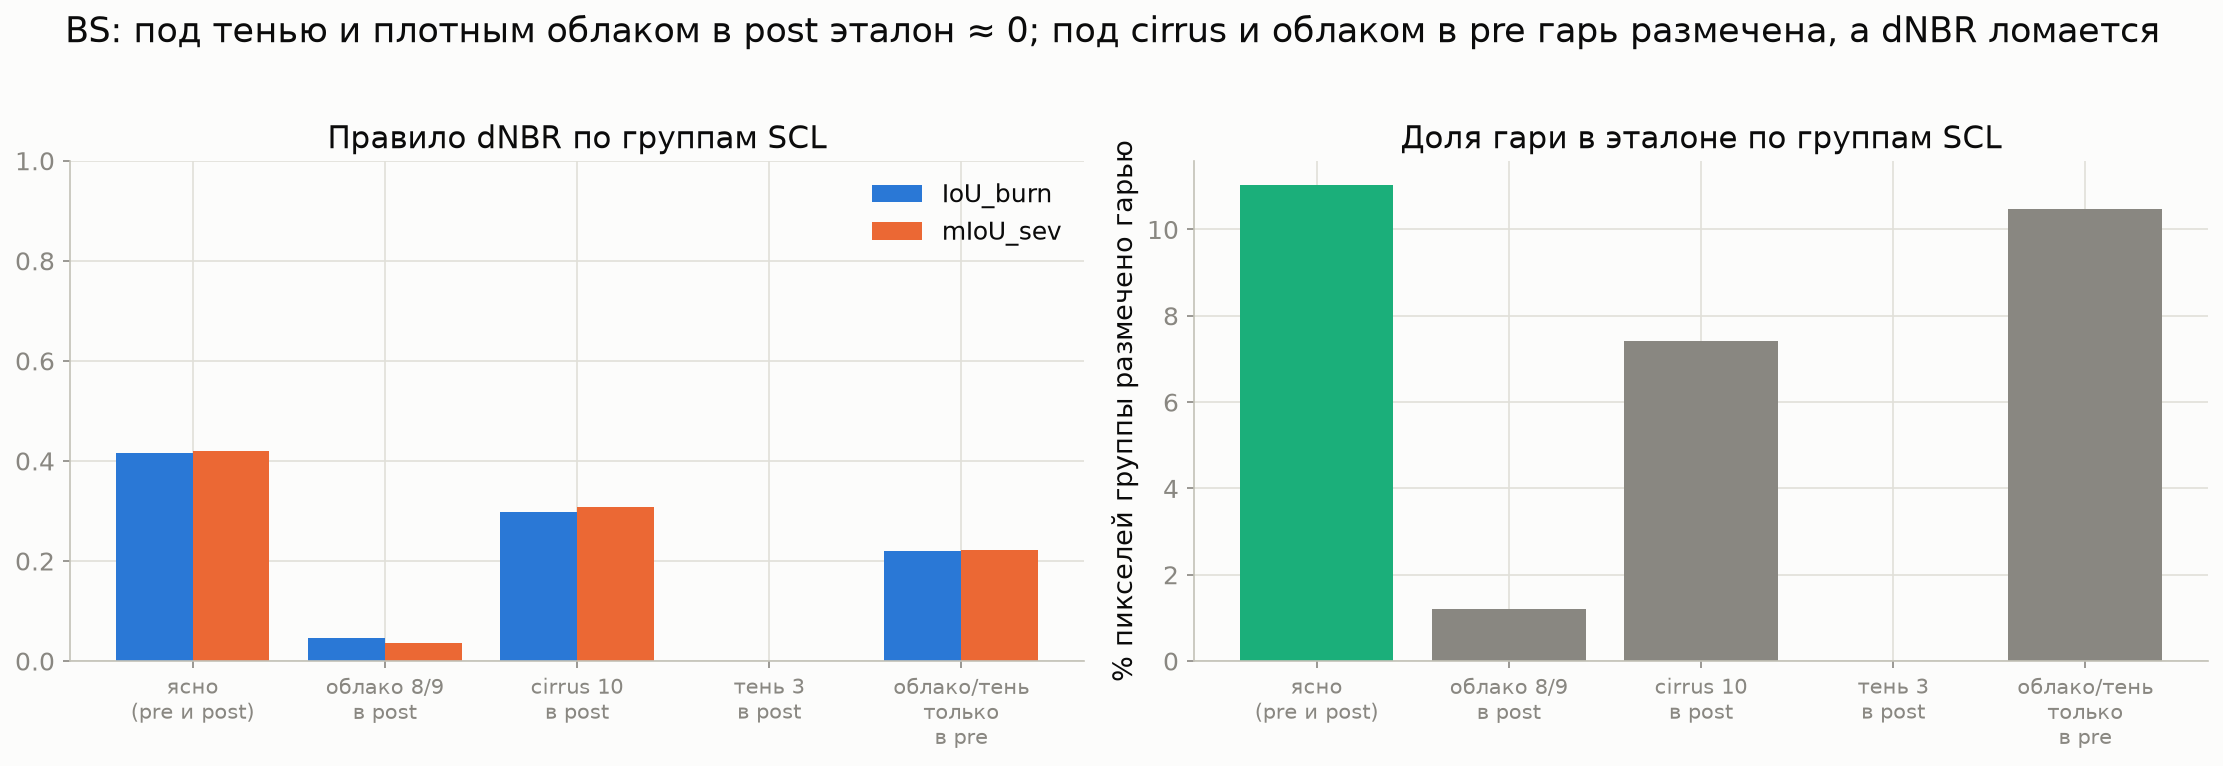 BS: под тенью и плотным облаком в post эталон ≈ 0; под cirrus и облаком в pre гарь размечена, а dNBR ломается
Правило dNBR по группам SCL
1.0
0.8
0.6
0.4
0.2
0.0
IoU_burn
mIoU_sev
ясно
(pre и post)
облако 8/9
в post
cirrus 10
в post
тень 3
в post
облако/тень
только
в pre
Доля гари в эталоне по группам SCL
% пикселей группы размечено гарью
10
8
6
4
2
0
ясно
(pre и post)
облако 8/9
в post
cirrus 10
в post
тень 3
в post
облако/тень
только
в pre